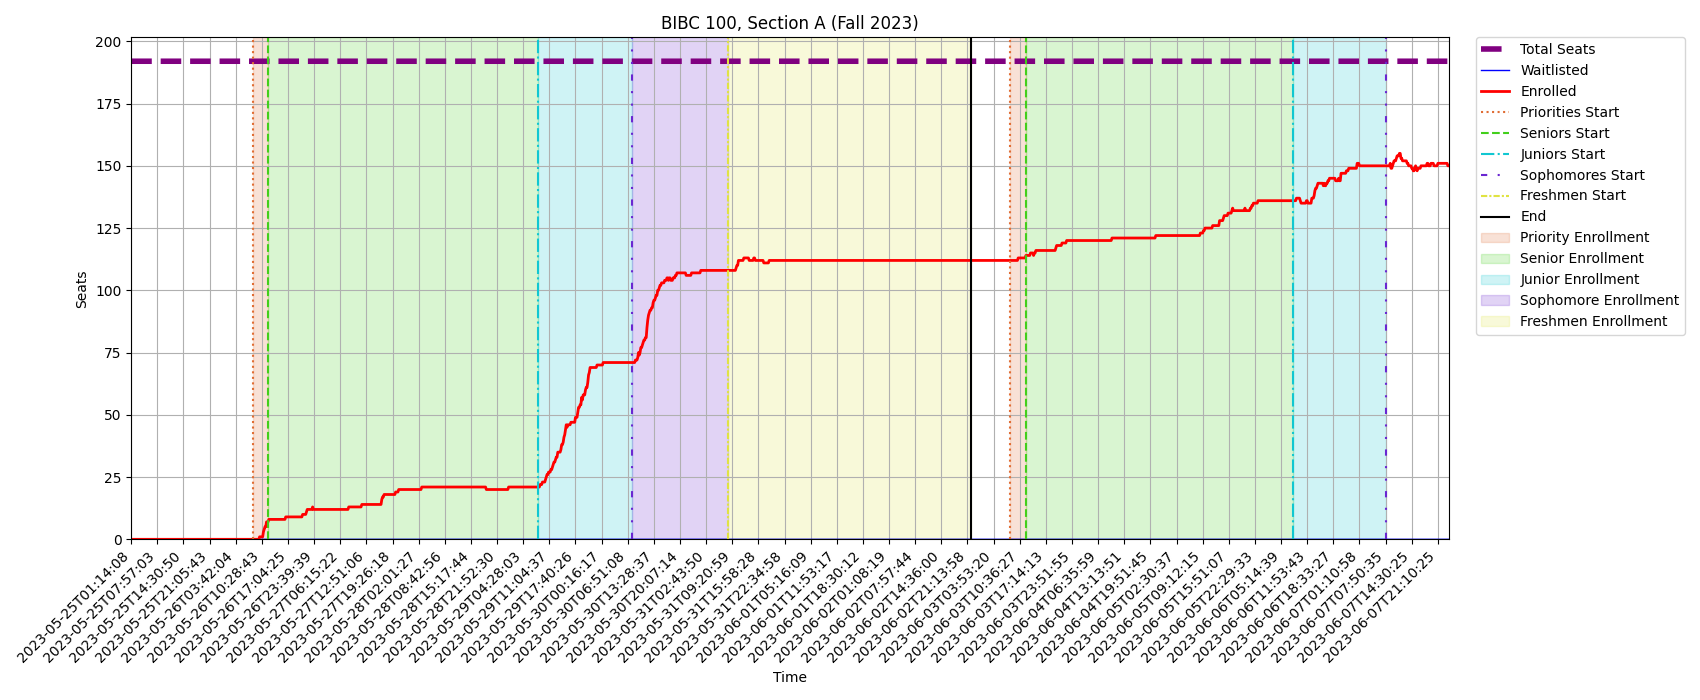 BIBC 100, Section A (Fall 2023)
200
175
150
125
100
75
50
25
0
Seats
2023-05-25T01:14:08
2023-05-25T07:57:03
2023-05-25T14:30:50
2023-05-25T21:05:43
2023-05-26T03:42:04
2023-05-26T10:28:43
2023-05-26T17:04:25
2023-05-26T23:39:39
2023-05-27T06:15:22
2023-05-27T12:51:06
2023-05-27T19:26:18
2023-05-28T02:01:27
2023-05-28T08:42:56
2023-05-28T15:17:44
2023-05-28T21:52:30
2023-05-29T04:28:03
2023-05-29T11:04:37
2023-05-29T17:40:26
2023-05-30T00:16:17
2023-05-30T06:51:08
2023-05-30T13:28:37
2023-05-30T20:07:14
2023-05-31T02:43:50
2023-05-31T09:20:59
2023-05-31T15:58:28
2023-05-31T22:34:58
2023-06-01T05:16:09
2023-06-01T11:53:17
2023-06-01T18:30:12
2023-06-02T01:08:19
2023-06-02T07:57:44
2023-06-02T14:36:00
2023-06-02T21:13:58
2023-06-03T03:53:20
2023-06-03T10:36:27
2023-06-03T17:14:13
2023-06-03T23:51:55
2023-06-04T06:35:59
2023-06-04T13:13:51
2023-06-04T19:51:45
2023-06-05T02:30:37
2023-06-05T09:12:15
2023-06-05T15:51:07
2023-06-05T22:29:33
2023-06-06T05:14:39
2023-06-06T11:53:43
2023-06-06T18:33:27
2023-06-07T01:10:58
2023-06-07T07:50:35
2023-06-07T14:30:25
2023-06-07T21:10:25
Time
Total Seats
Waitlisted
Enrolled
Priorities Start
Seniors Start
Juniors Start
Sophomores Start
Freshmen Start
End
Priority Enrollment
Senior Enrollment
Junior Enrollment
Sophomore Enrollment
Freshmen Enrollment